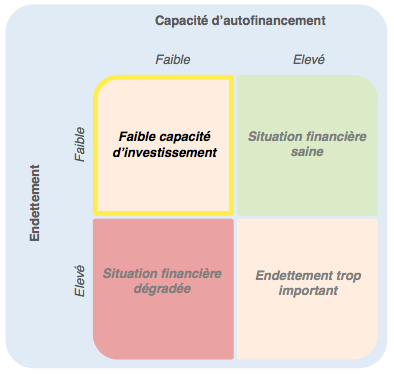 Capacité d’autofinancement
Faible
Elevé
Endettement
Faible
Faible capacité
d’investissement
Situation financière
saine
Elevé
Situation financière
dégradée
Endettement trop
important